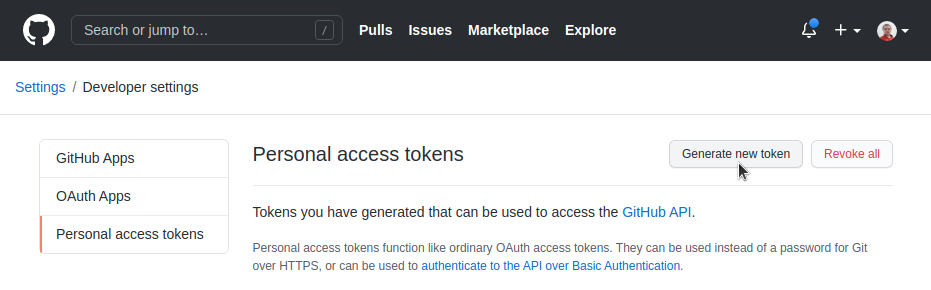 Search or jump to… /
Pulls Issues Marketplace Explore
Settings / Developer settings
GitHub Apps
OAuth Apps
Personal access tokens
Personal access tokens
Generate new token
Revoke all
Tokens you have generated that can be used to access the GitHub API.
Personal access tokens function like ordinary OAuth access tokens. They can be used instead of a password for Git
over HTTPS, or can be used to authenticate to the API over Basic Authentication.